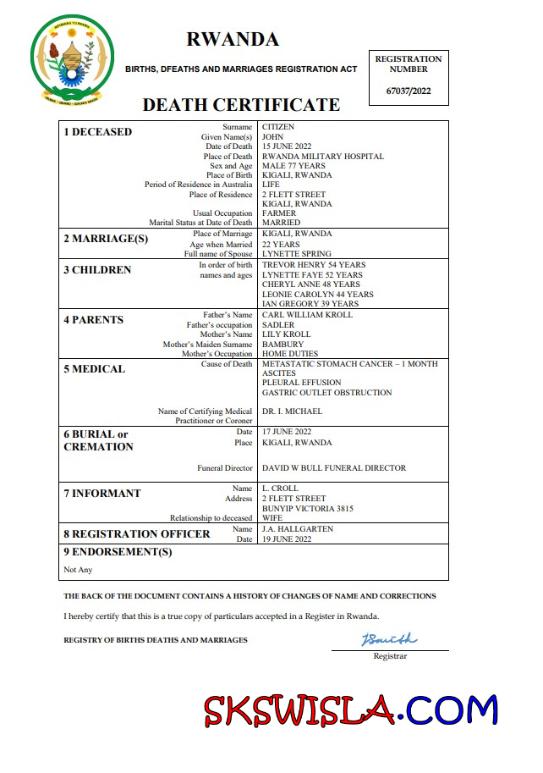 RWANDA
BIRTHS, DFEATHS AND MARRIAGES REGISTRATION ACT
REGISTRATION
NUMBER
67037/2022
DEATH CERTIFICATE
1 DECEASED
Surname CITIZEN
Given Name(s) JOHN
Date of Death 15 JUNE 2022
Place of Death RWANDA MILITARY HOSPITAL
Sex and Age MALE 77 YEARS
Place of Birth KIGALI, RWANDA
Period of Residence in Australia LIFE
Place of Residence 2 FLETT STREET
KIGALI, RWANDA
Usual Occupation FARMER
Marital Status at Date of Death MARRIED
2 MARRIAGE(S)
Place of Marriage KIGALI, RWANDA
Age when Married 22 YEARS
Full name of Spouse LYNETTE SPRING
3 CHILDREN
In order of birth TREVOR HENRY 54 YEARS
names and ages LYNETTE FAYE 52 YEARS
CHERYL ANNE 48 YEARS
LEONIE CAROLYN 44 YEARS
IAN GREGORY 39 YEARS
4 PARENTS
Father's Name CARL WILLIAM KROLL
Father's occupation SADLER
Mother's Name LILY KROLL
Mother's Maiden Surname BAMBURY
Mother's Occupation HOME DUTIES
5 MEDICAL
Cause of Death METASTATIC STOMACH CANCER – 1 MONTH
ASCITES
PLEURAL EFFUSION
GASTRIC OUTLET OBSTRUCTION
Name of Certifying Medical DR. I. MICHAEL
Practitioner or Coroner
6 BURIAL or
CREMATION
Date 17 JUNE 2022
Place KIGALI, RWANDA
Funeral Director DAVID W BULL FUNERAL DIRECTOR
7 INFORMANT
Name L. CROLL
Address 2 FLETT STREET
BUNYIP VICTORIA 3815
Relationship to deceased WIFE
8 REGISTRATION OFFICER
Name J.A. HALLGARTEN
Date 19 JUNE 2022
9 ENDORSEMENT(S)
Not Any
THE BACK OF THE DOCUMENT CONTAINS A HISTORY OF CHANGES OF NAME AND CORRECTIONS
I hereby certify that this is a true copy of particulars accepted in a Register in Rwanda.
REGISTRY OF BIRTHS DEATHS AND MARRIAGES
Registrar
SKSWISLA.COM